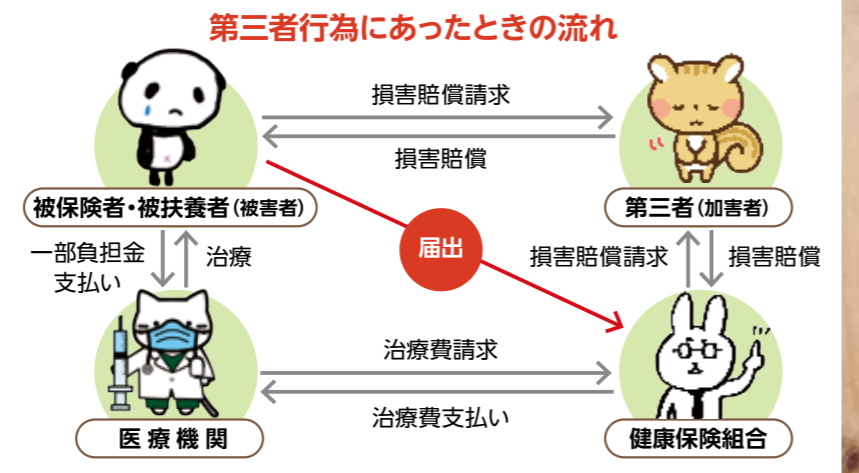 第三者行為にあったときの流れ
損害賠償請求
損害賠償
被保険者・被扶養者(被害者)
第三者(加害者)
届出
一部負担金
支払い
治療
損害賠償請求
損害賠償
治療費請求
治療費支払い
医療機関
健康保険組合